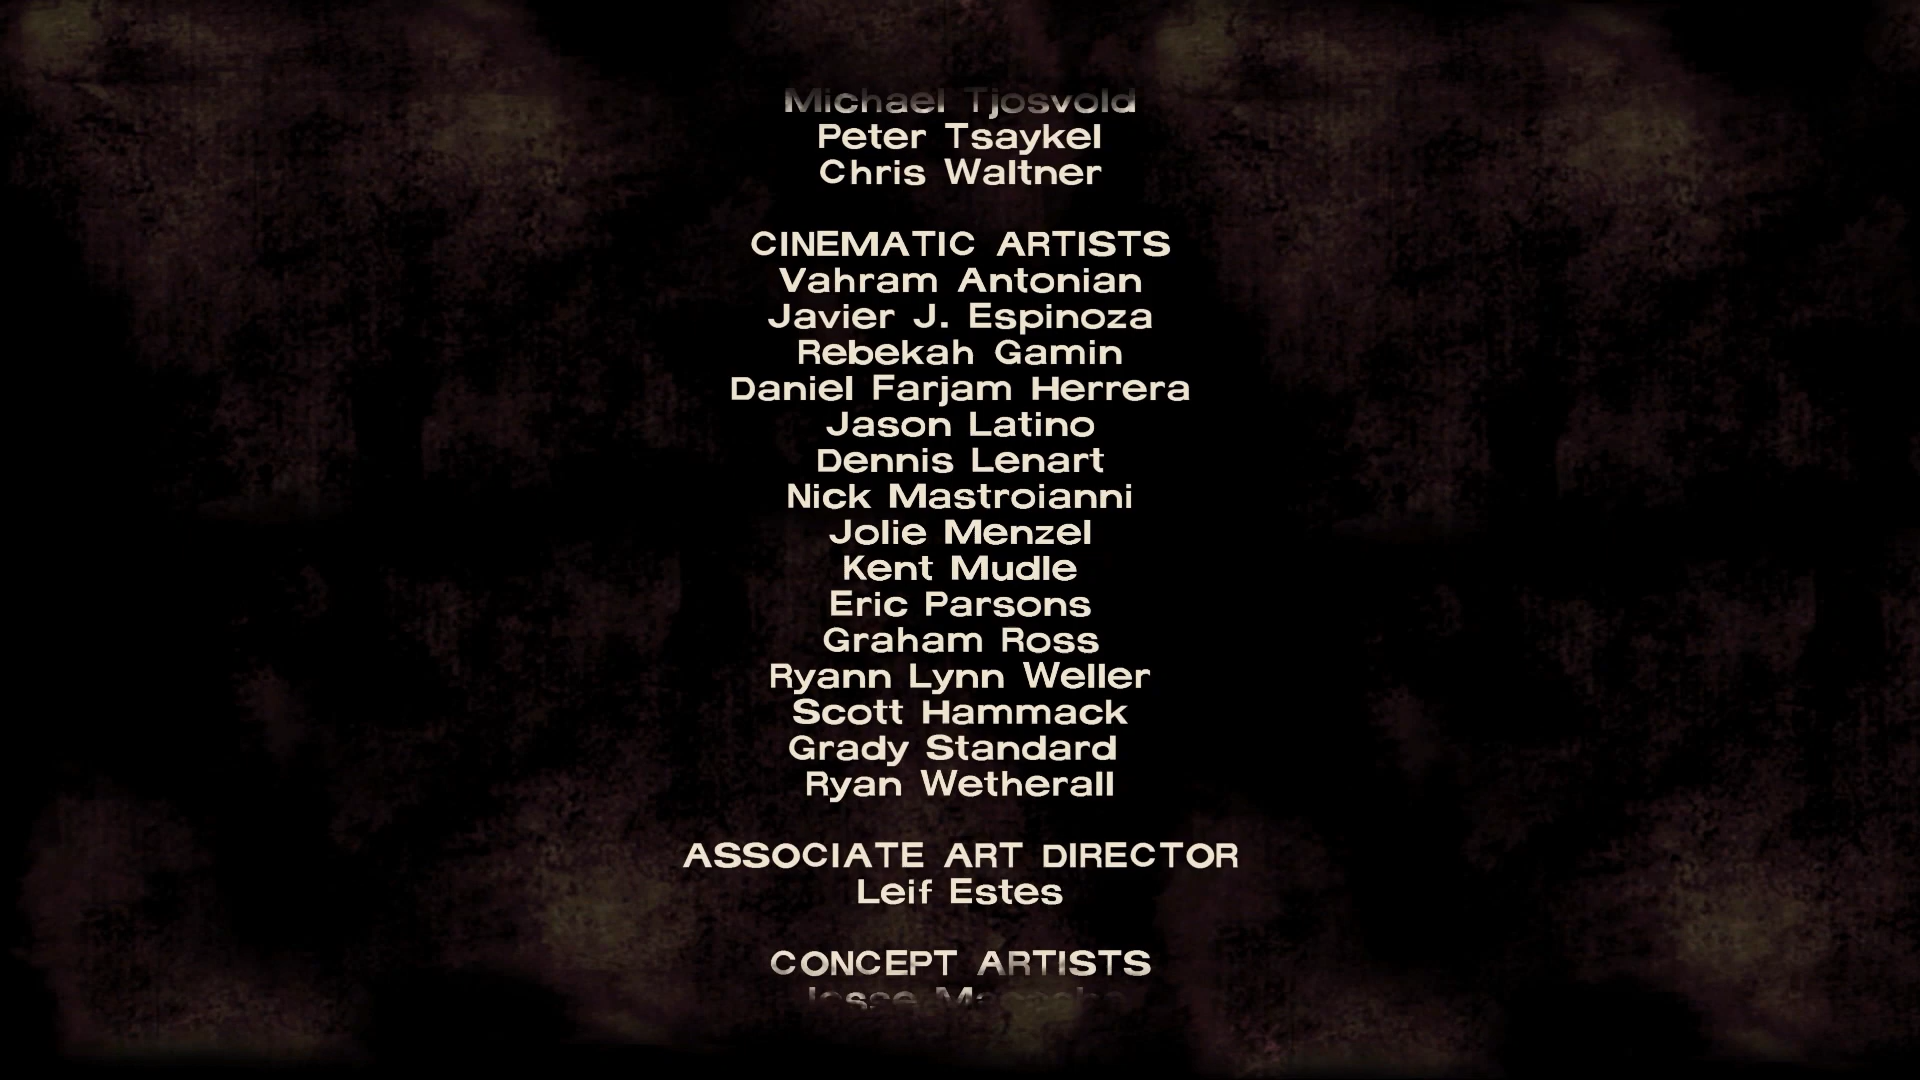 Michael Tjosvold
Peter Tsaykel
Chris Waltner
CINEMATIC ARTISTS
Vahram Antonian
Javier J. Espinoza
Rebekah Gamin
Daniel Farjam Herrera
Jason Latino
Dennis Lenart
Nick Mastroianni
Jolie Menzel
Kent Mudle
Eric Parsons
Graham Ross
Ryann Lynn Weller
Scott Hammack
Grady Standard
Ryan Wetherall
ASSOCIATE ART DIRECTOR
Leif Estes
CONCEPT ARTISTS